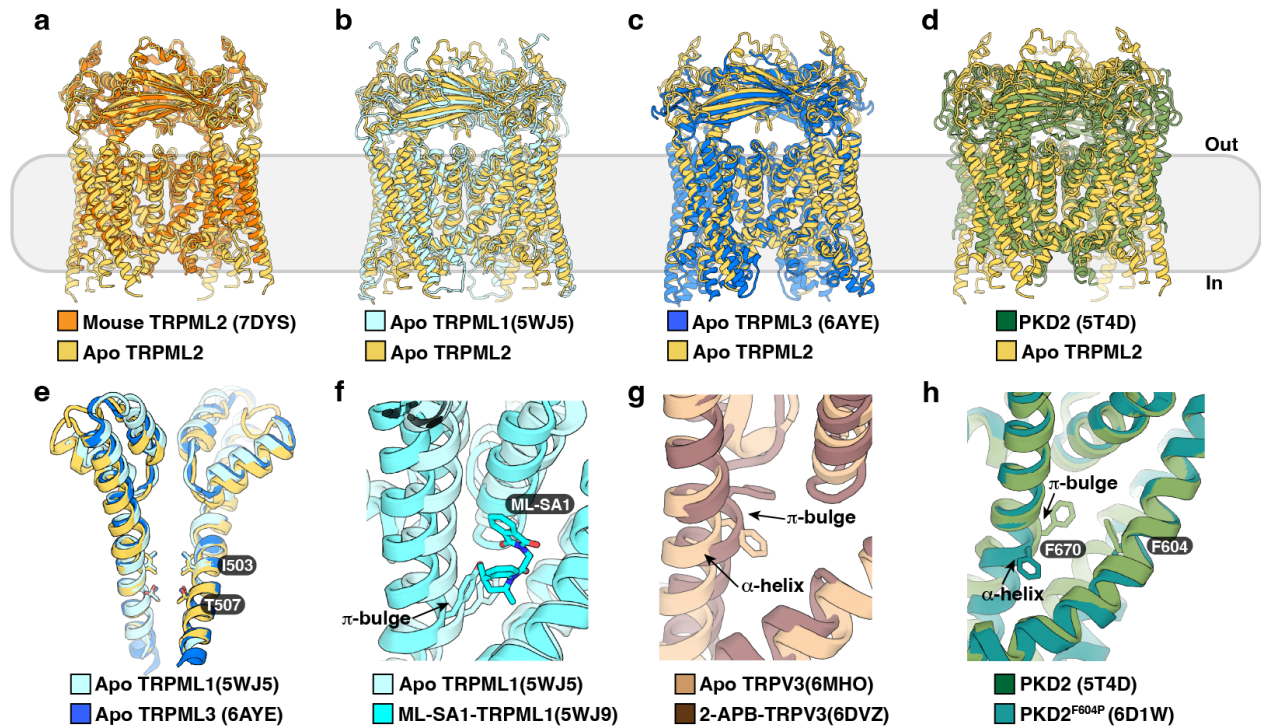 a
b
c
d
Out
In
Mouse TRPML2 (7DYS)
Apo TRPML2
Apo TRPML1(5WJ5)
Apo TRPML2
Apo TRPML3 (6AYE)
Apo TRPML2
PKD2 (5T4D)
Apo TRPML2
e
f
g
h
I503
T507
ML-SA1
π-bulge
π-bulge
α-helix
π-bulge
F670
F604
α-helix
Apo TRPML1(5WJ5)
Apo TRPML3 (6AYE)
Apo TRPML1(5WJ5)
ML-SA1-TRPML1(5WJ9)
Apo TRPV3(6MHO)
2-APB-TRPV3(6DVZ)
PKD2 (5T4D)
PKD2F604P (6D1W)